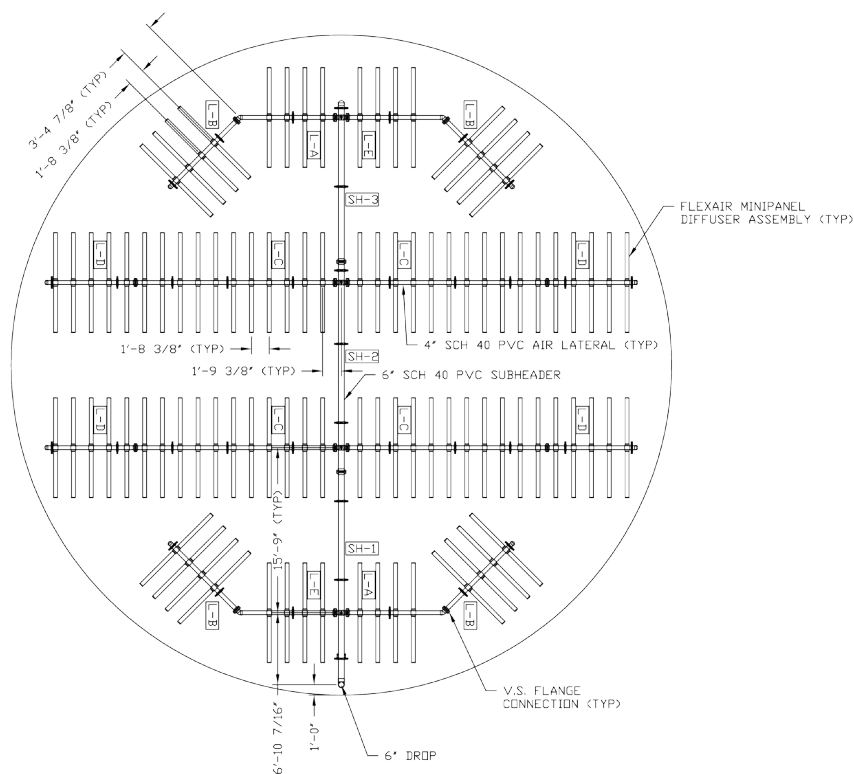 3'-4 7/8" (TYP)
1'-8 3/8" (TYP)
L-B
L-A
L-E
L-B
SH-3
FLEXAIR MINIPANEL
DIFFUSER ASSEMBLY (TYP)
L-D
L-C
L-C
L-D
1'-8 3/8" (TYP)
4" SCH 40 PVC AIR LATERAL (TYP)
SH-2
1'-9 3/8" (TYP)
6" SCH 40 PVC SUBHEADER
L-D
L-C
L-C
L-D
15'-9" (TYP)
SH-1
L-E
L-A
L-B
L-B
V.S. FLANGE
CONNECTION (TYP)
6'-10 7/16"
1'-0"
6" DROP